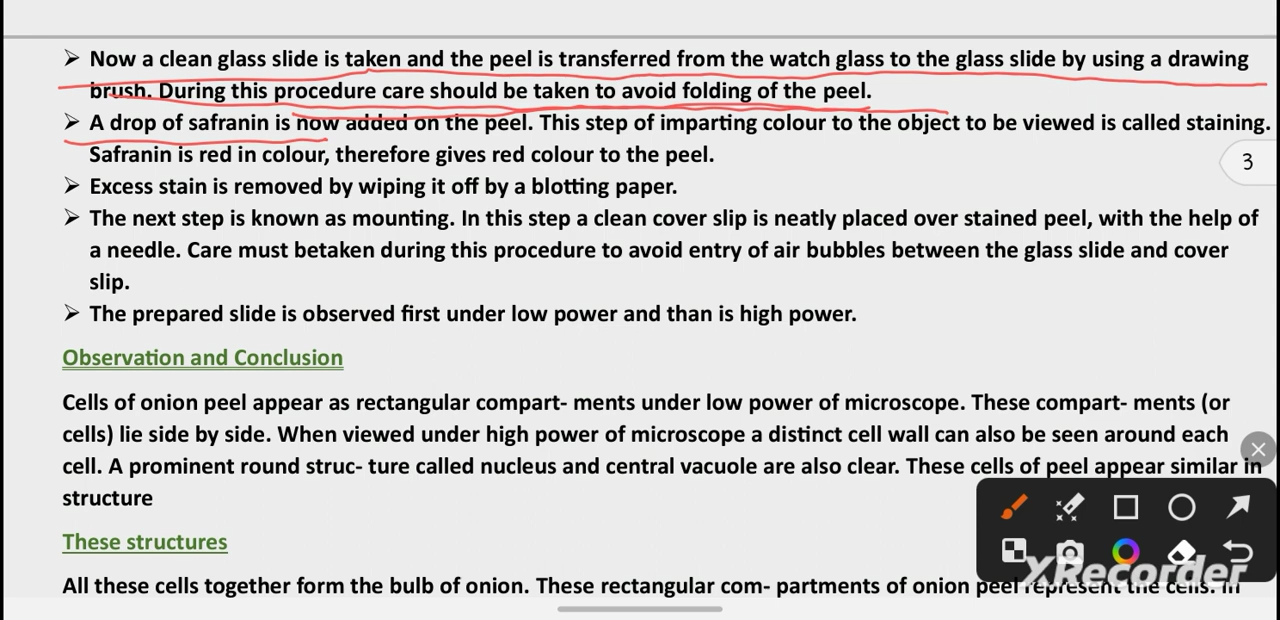 ➢ Now a clean glass slide is taken and the peel is transferred from the watch glass to the glass slide by using a drawing
brush. During this procedure care should be taken to avoid folding of the peel.
➢ A drop of safranin is now added on the peel. This step of imparting colour to the object to be viewed is called staining.
Safranin is red in colour, therefore gives red colour to the peel.
3
➢ Excess stain is removed by wiping it off by a blotting paper.
➢ The next step is known as mounting. In this step a clean cover slip is neatly placed over stained peel, with the help of
a needle. Care must betaken during this procedure to avoid entry of air bubbles between the glass slide and cover
slip.
➢ The prepared slide is observed first under low power and than is high power.
Observation and Conclusion
Cells of onion peel appear as rectangular compart- ments under low power of microscope. These compart- ments (or
cells) lie side by side. When viewed under high power of microscope a distinct cell wall can also be seen around each
cell. A prominent round struc- ture called nucleus and central vacuole are also clear. These cells of peel appear similar in
structure
These structures
All these cells together form the bulb of onion. These rectangular com- partments of onion peel represent the cells. In
XRecorder